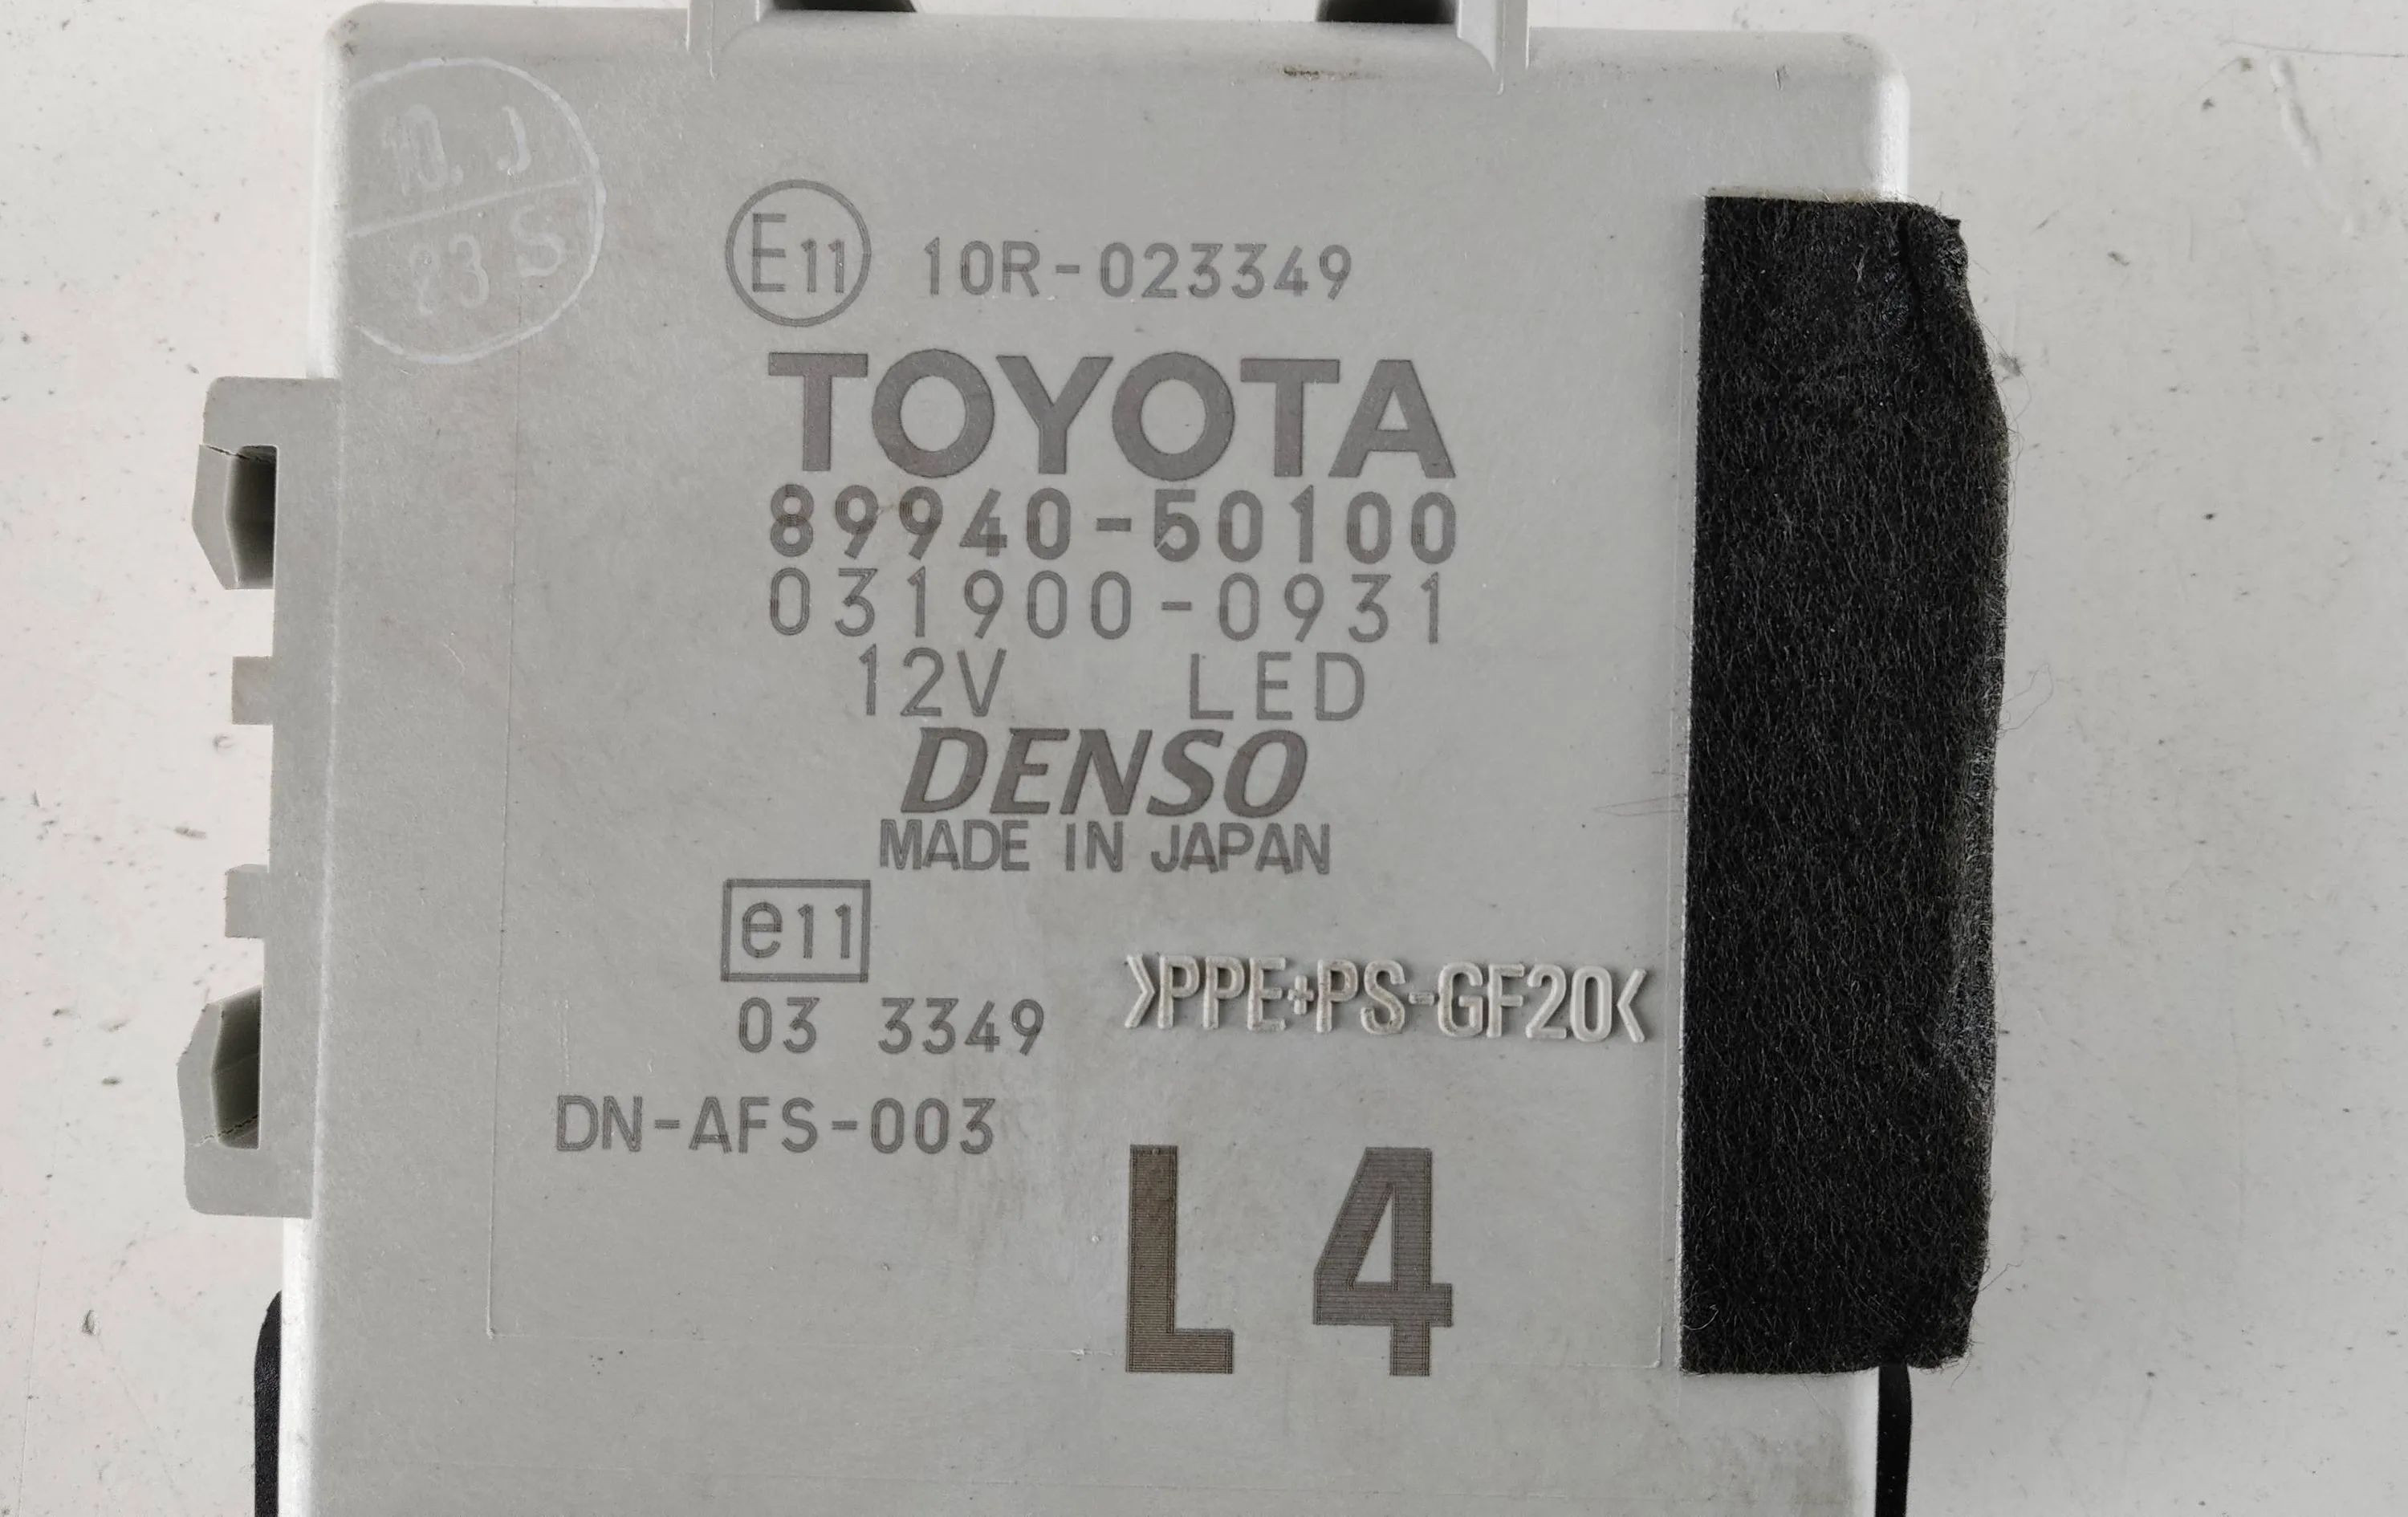 10. J
23 S
E11 10R-023349
TOYOTA
89940-50100
031900-0931
12V LED
DENSO
MADE IN JAPAN
e11
03 3349
>PPE+PS-GF20<
DN-AFS-003
L4